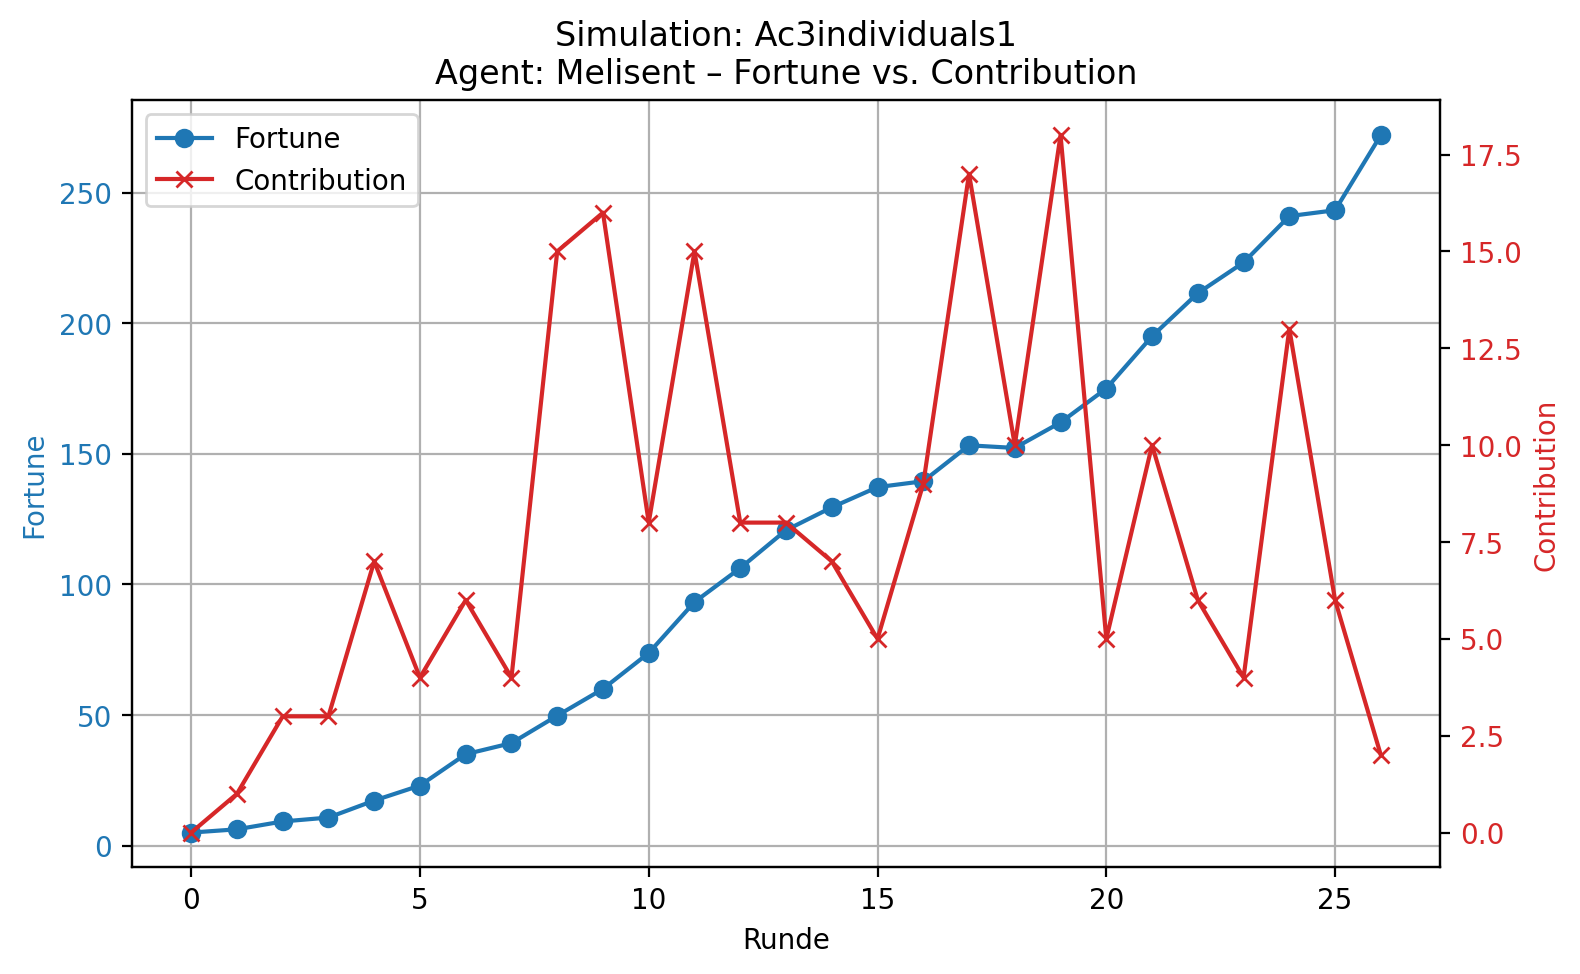 Simulation: Ac3individuals1
Agent: Melisent – Fortune vs. Contribution
Fortune
Contribution
250
200
150
100
50
0
Fortune
17.5
15.0
12.5
10.0
7.5
5.0
2.5
0.0
Contribution
0 5 10 15 20 25
Runde